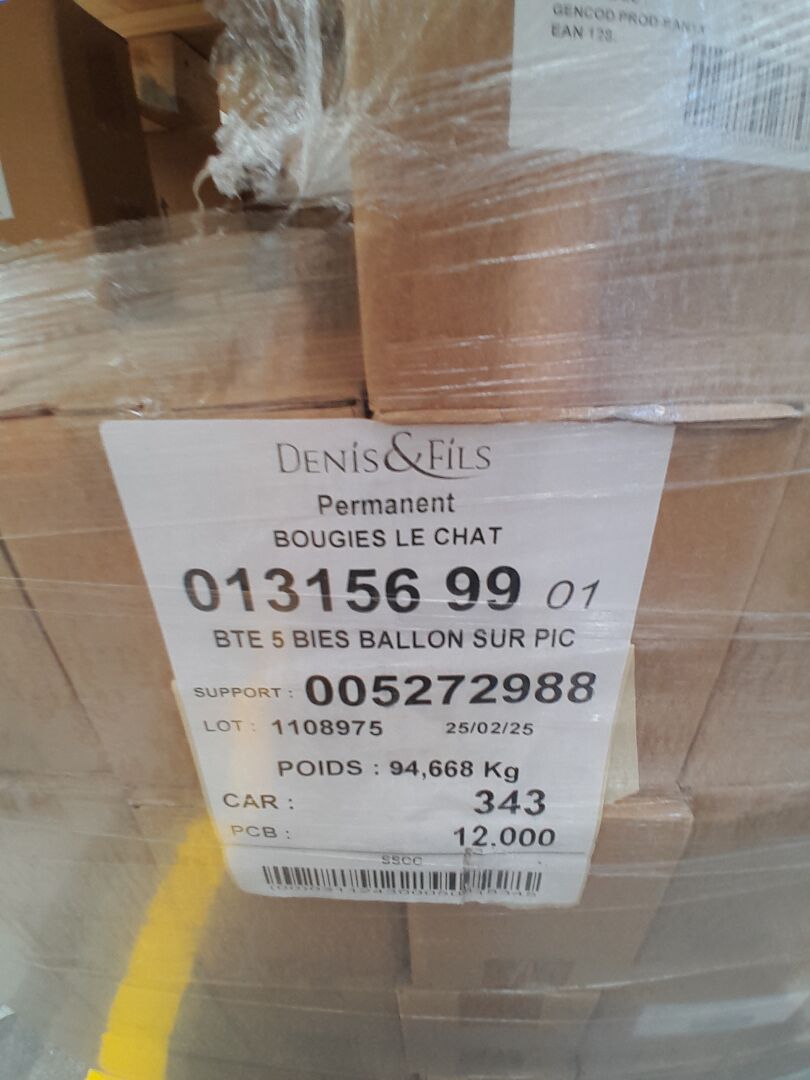 GENCOD PROD
EAN 128.
DENIS&FILS
Permanent
BOUGIES LE CHAT
013156 99 01
BTE 5 BIES BALLON SUR PIC
SUPPORT : 005272988
LOT : 1108975 25/02/25
POIDS : 94,668 Kg
CAR : 343
PCB : 12.000
SSCC